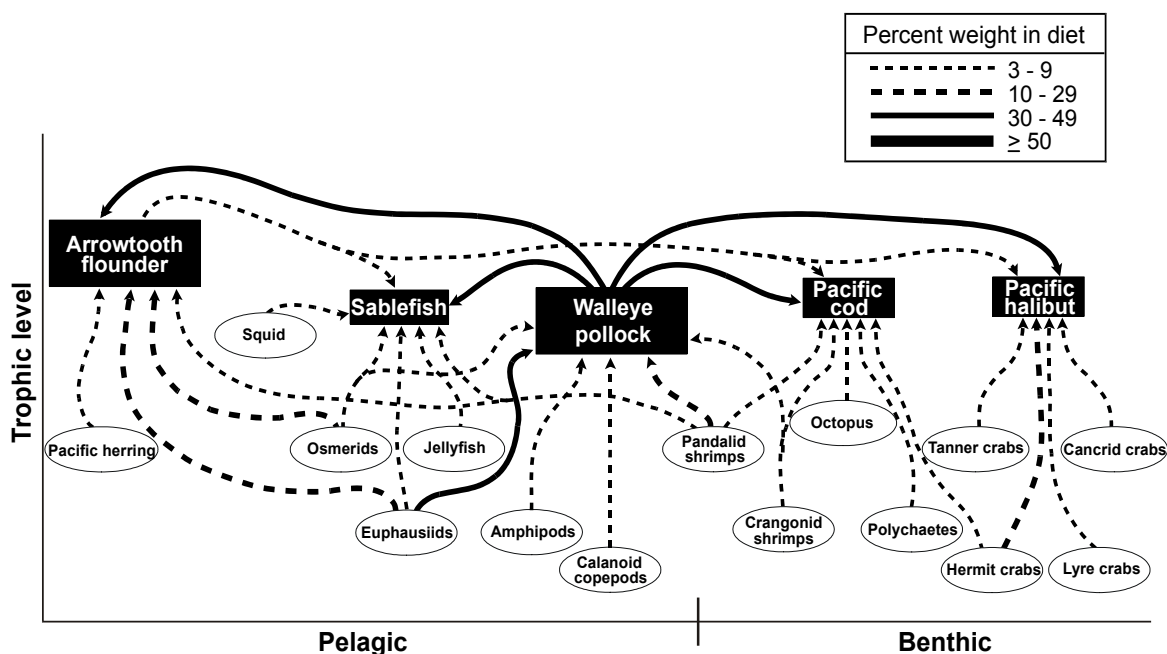 Percent weight in diet
3 - 9
10 - 29
30 - 49
≥ 50
Trophic level
Arrowtooth
flounder
Sablefish
Walleye
pollock
Pacific
cod
Pacific
halibut
Squid
Pacific herring
Osmerids
Jellyfish
Pandalid
shrimps
Octopus
Tanner crabs
Cancrid crabs
Euphausiids
Amphipods
Calanoid
copepods
Crangonid
shrimps
Polychaetes
Hermit crabs
Lyre crabs
Pelagic
Benthic